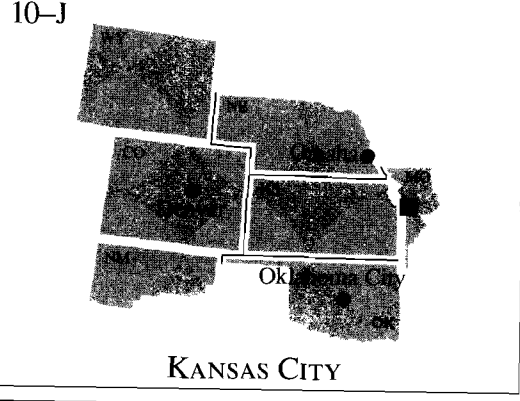 10–J
WY
NE
Omaha
CO
MO
NM
Oklahoma City
OK
KANSAS CITY